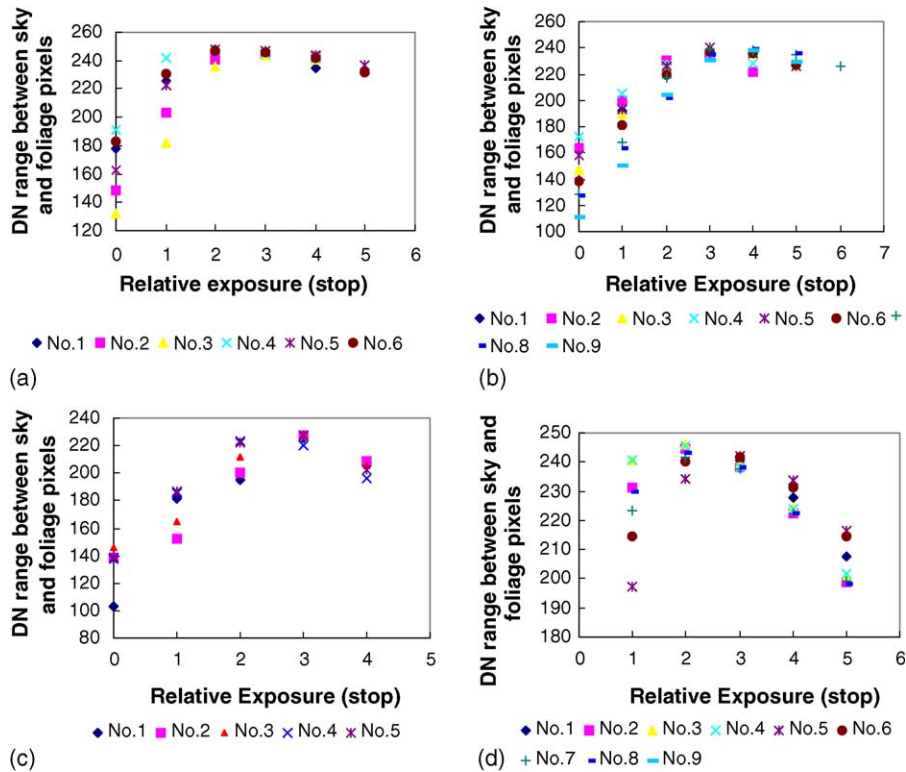 (a)
DN range between sky
and foliage pixels
260
240
220
200
180
160
140
120
0 1 2 3 4 5 6
Relative exposure (stop)
No.1 No.2 No.3 No.4 No.5 No.6
(b)
DN range between sky
and foliage pixels
260
240
220
200
180
160
140
120
100
0 1 2 3 4 5 6 7
Relative Exposure (stop)
No.1 No.2 No.3 No.4 No.5 No.6
No.8 No.9
(c)
DN range between sky
and foliage pixels
240
220
200
180
160
140
120
100
80
0 1 2 3 4 5
Relative Exposure (stop)
No.1 No.2 No.3 No.4 No.5
(d)
DN range between sky and
foliage pixels
250
240
230
220
210
200
190
180
0 1 2 3 4 5 6
Relative Exposure (stop)
No.1 No.2 No.3 No.4 No.5 No.6
No.7 No.8 No.9